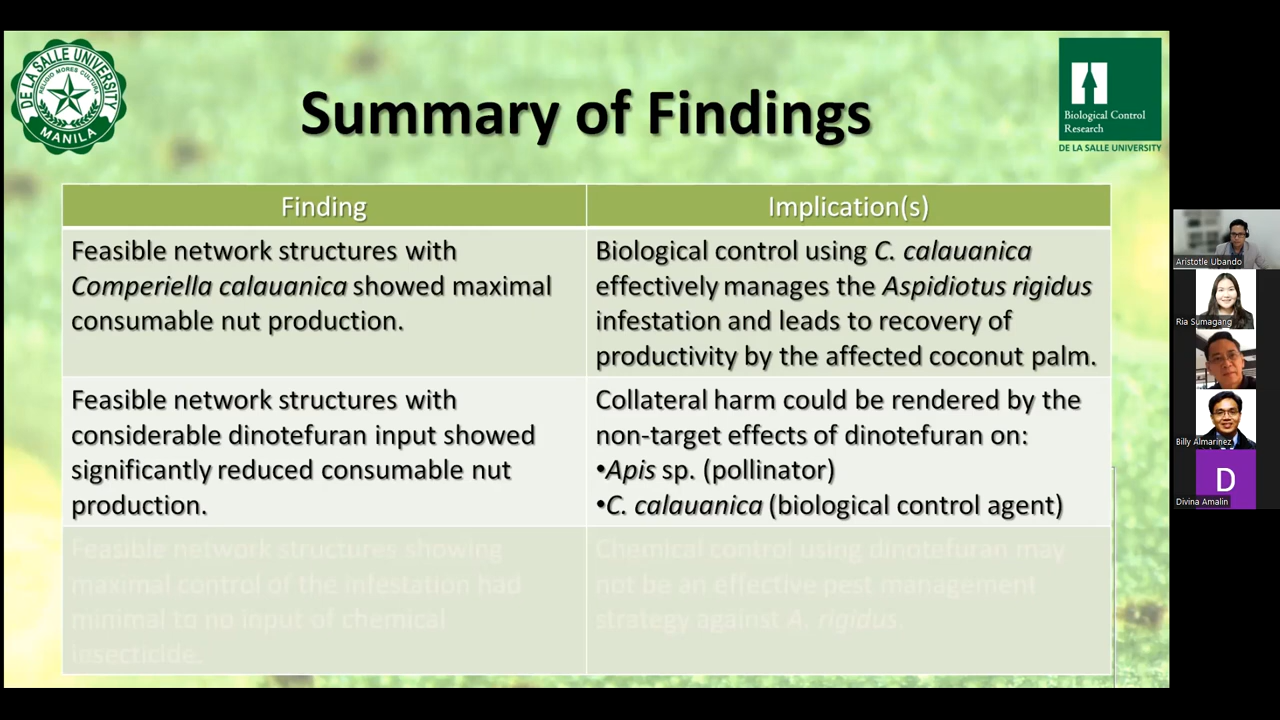 DE LA SALLE UNIVERSITY
RELIGIO MORES CULTURA
MANILA
Summary of Findings
Biological Control
Research
DE LA SALLE UNIVERSITY
Finding
Implication(s)
Feasible network structures with
Comperiella calauanica showed maximal
consumable nut production.
Biological control using C. calauanica
effectively manages the Aspidiotus rigidus
infestation and leads to recovery of
productivity by the affected coconut palm.
Feasible network structures with
considerable dinotefuran input showed
significantly reduced consumable nut
production.
Collateral harm could be rendered by the
non-target effects of dinotefuran on:
•Apis sp. (pollinator)
•C. calauanica (biological control agent)
Feasible network structures showing
maximal control of the infestation had
minimal to no input of chemical
insecticide.
Chemical control using dinotefuran may
not be an effective pest management
strategy against A. rigidus.
Aristotle Ubando
Ria Sumagang
Billy Almarinez
D
Divina Amalin